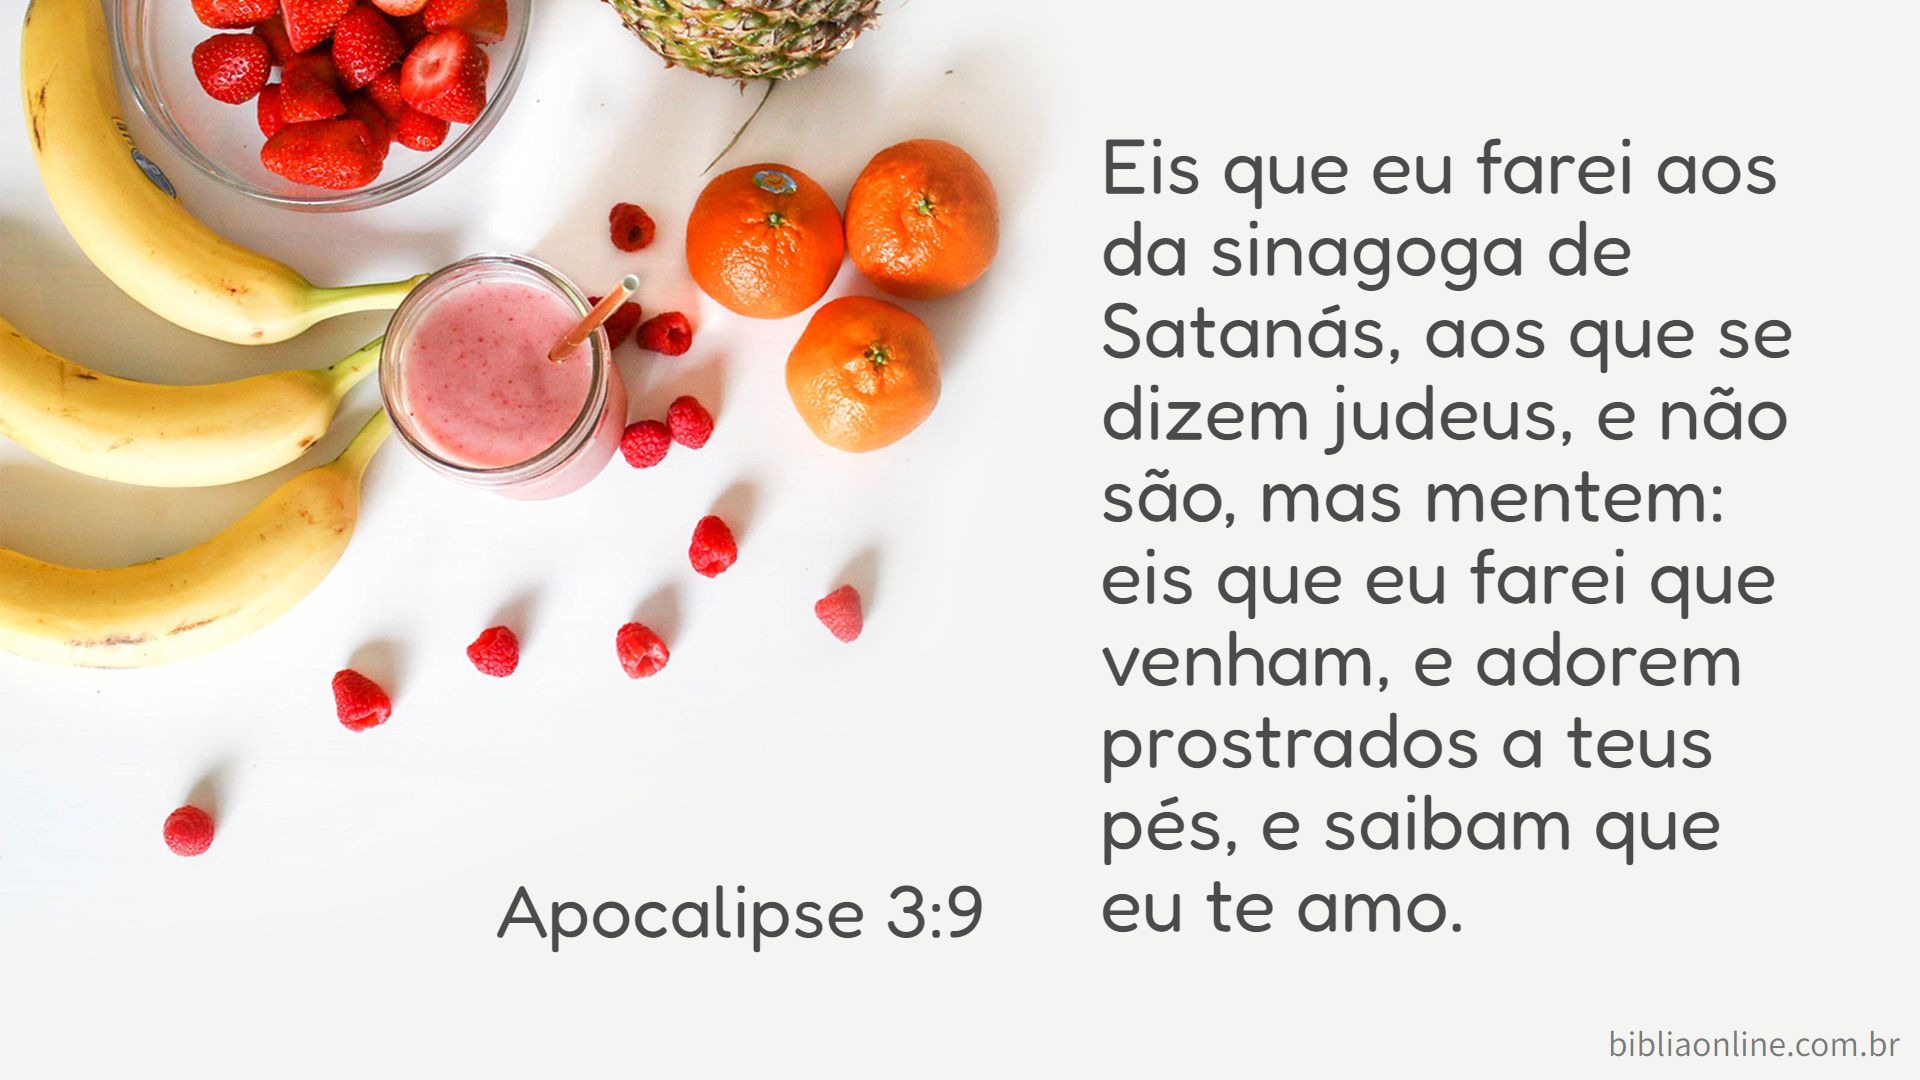 Eis que eu farei aos
da sinagoga de
Satanás, aos que se
dizem judeus, e não
são, mas mentem:
eis que eu farei que
venham, e adorem
prostrados a teus
pés, e saibam que
eu te amo.
Apocalipse 3:9
bibliaonline.com.br